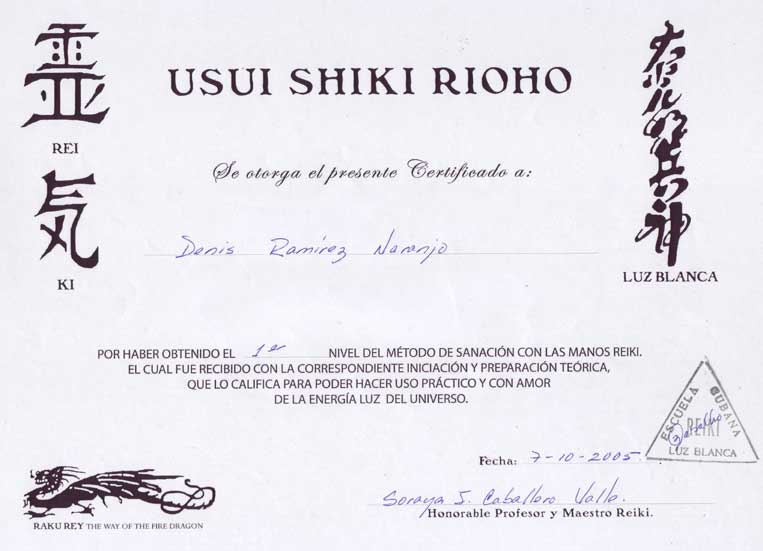 USUI SHIKI RIOHO
REI
Se otorga el presente Certificado a:
Denis Ramírez Naranjo
KI
LUZ BLANCA
POR HABER OBTENIDO EL 1er NIVEL DEL MÉTODO DE SANACIÓN CON LAS MANOS REIKI.
EL CUAL FUE RECIBIDO CON LA CORRESPONDIENTE INICIACIÓN Y PREPARACIÓN TEÓRICA,
QUE LO CALIFICA PARA PODER HACER USO PRÁCTICO Y CON AMOR
DE LA ENERGÍA LUZ DEL UNIVERSO.
ESCUELA CUBANA
REIKI
LUZ BLANCA
Fecha: 7-10-2005
Soraya J. Caballero Valle.
Honorable Profesor y Maestro Reiki.
RAKU REY THE WAY OF THE FIRE DRAGON